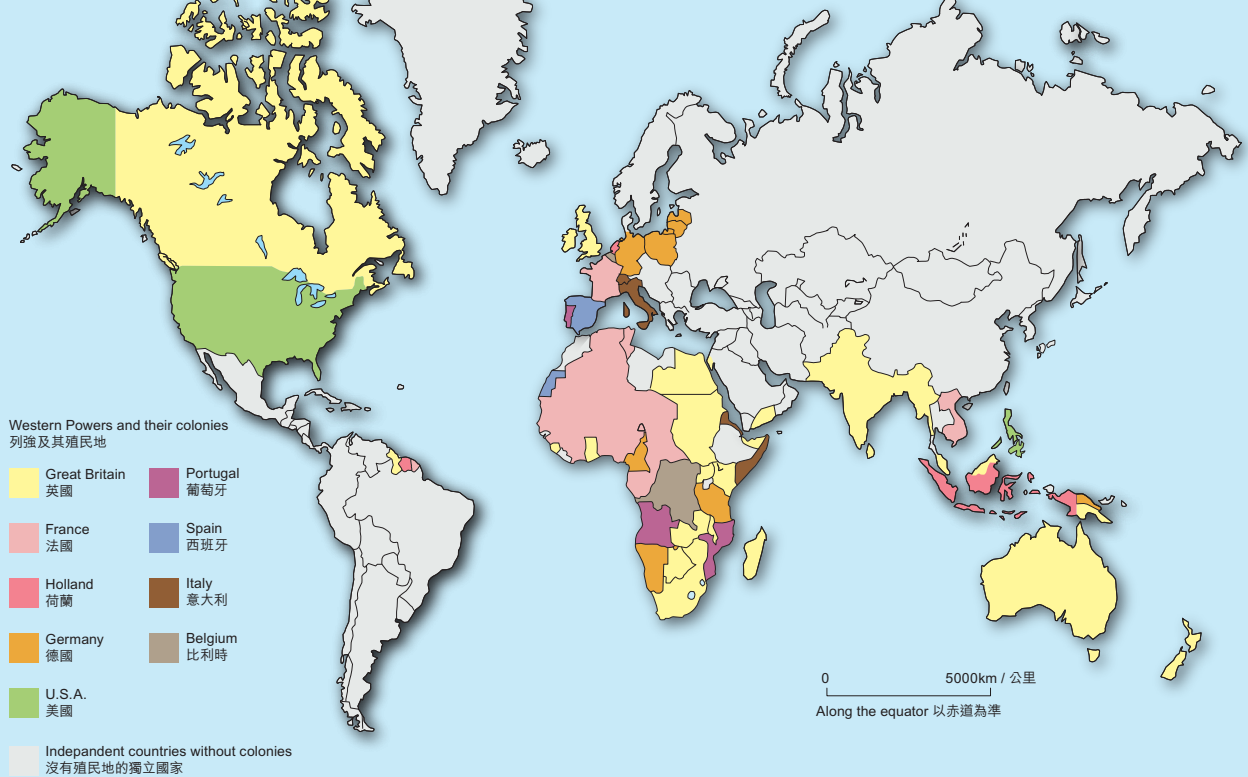 Western Powers and their colonies
列強及其殖民地
Great Britain
英國
France
法國
Holland
荷蘭
Germany
德國
U.S.A.
美國
Portugal
葡萄牙
Spain
西班牙
Italy
意大利
Belgium
比利時
Indepandent countries without colonies
沒有殖民地的獨立國家
0 5000km / 公里
Along the equator 以赤道為準